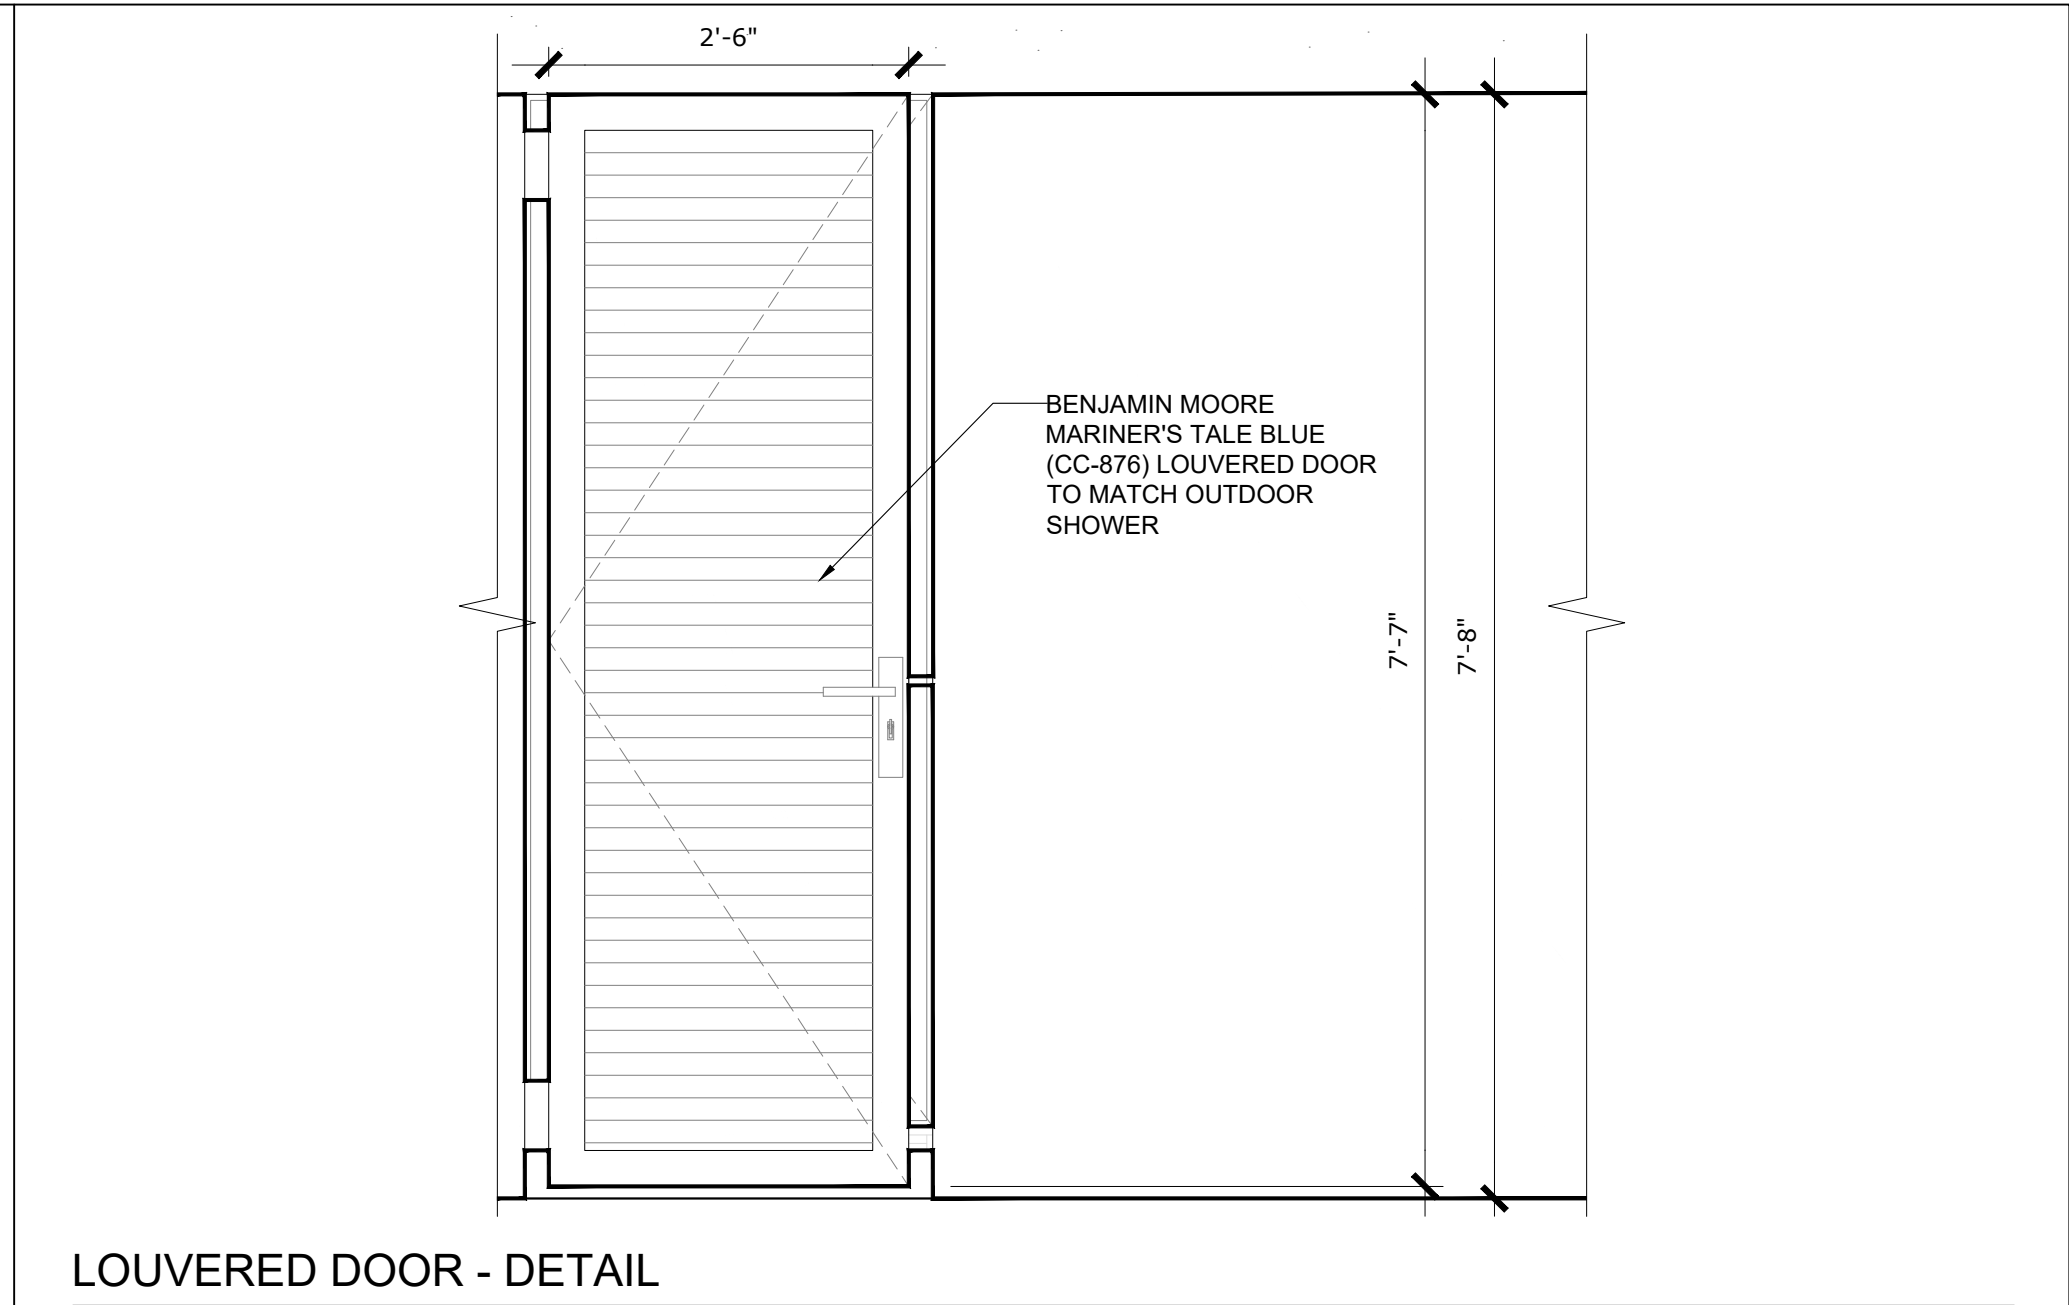 2'-6"
BENJAMIN MOORE
MARINER'S TALE BLUE
(CC-876) LOUVERED DOOR
TO MATCH OUTDOOR
SHOWER
7'-7"
7'-8"
LOUVERED DOOR - DETAIL